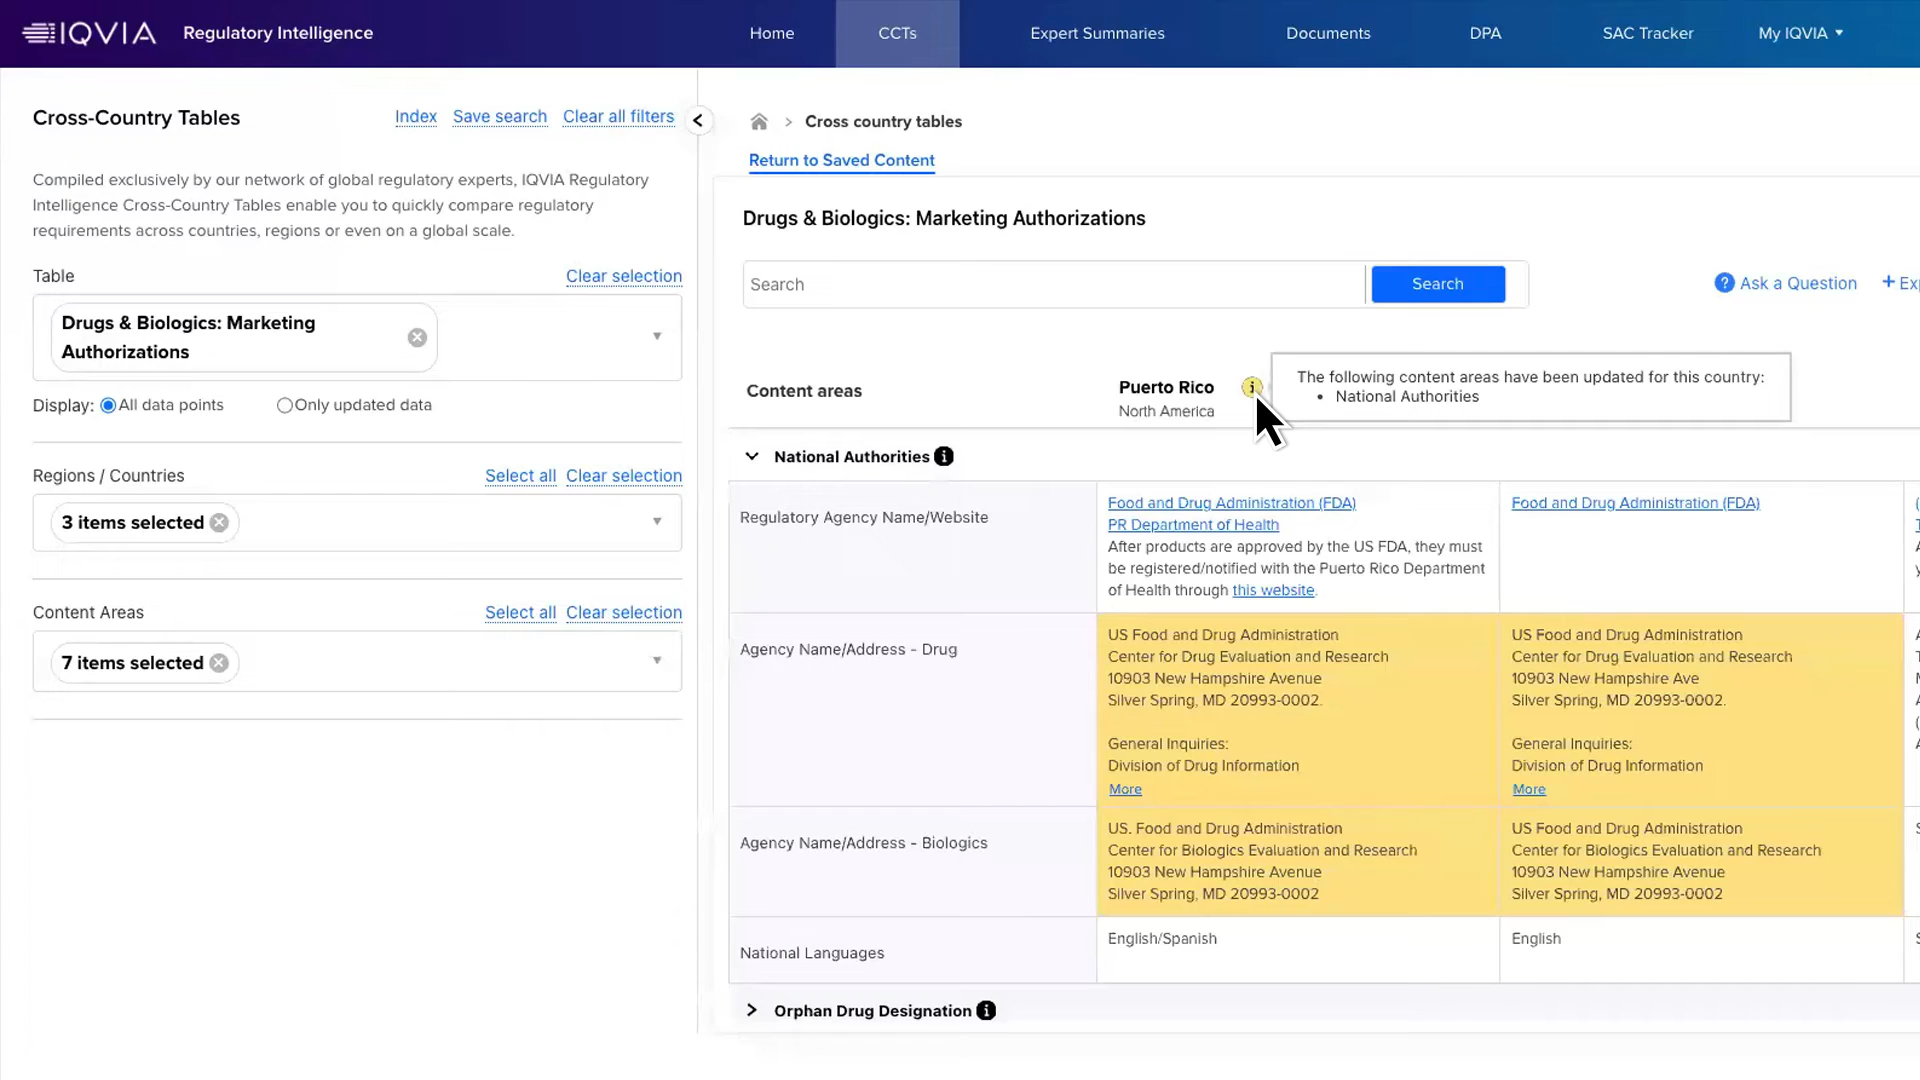 IQVIA Regulatory Intelligence
Home CCTs Expert Summaries Documents DPA SAC Tracker My IQVIA
Cross-Country Tables
Index Save search Clear all filters
Compiled exclusively by our network of global regulatory experts, IQVIA Regulatory
Intelligence Cross-Country Tables enable you to quickly compare regulatory
requirements across countries, regions or even on a global scale.
Table Clear selection
Drugs & Biologics: Marketing
Authorizations
Display: All data points Only updated data
Regions / Countries Select all Clear selection
3 items selected
Content Areas Select all Clear selection
7 items selected
Cross country tables
Return to Saved Content
Drugs & Biologics: Marketing Authorizations
Search Search
Ask a Question
Content areas
Puerto Rico
North America
The following content areas have been updated for this country:
• National Authorities
National Authorities
Regulatory Agency Name/Website
Food and Drug Administration (FDA)
PR Department of Health
After products are approved by the US FDA, they must
be registered/notified with the Puerto Rico Department
of Health through this website.
Food and Drug Administration (FDA)
Agency Name/Address - Drug
US Food and Drug Administration
Center for Drug Evaluation and Research
10903 New Hampshire Avenue
Silver Spring, MD 20993-0002.
General Inquiries:
Division of Drug Information
More
US Food and Drug Administration
Center for Drug Evaluation and Research
10903 New Hampshire Ave
Silver Spring, MD 20993-0002.
General Inquiries:
Division of Drug Information
More
Agency Name/Address - Biologics
US. Food and Drug Administration
Center for Biologics Evaluation and Research
10903 New Hampshire Avenue
Silver Spring, MD 20993-0002
US Food and Drug Administration
Center for Biologics Evaluation and Research
10903 New Hampshire Avenue
Silver Spring, MD 20993-0002
National Languages
English/Spanish
English
Orphan Drug Designation